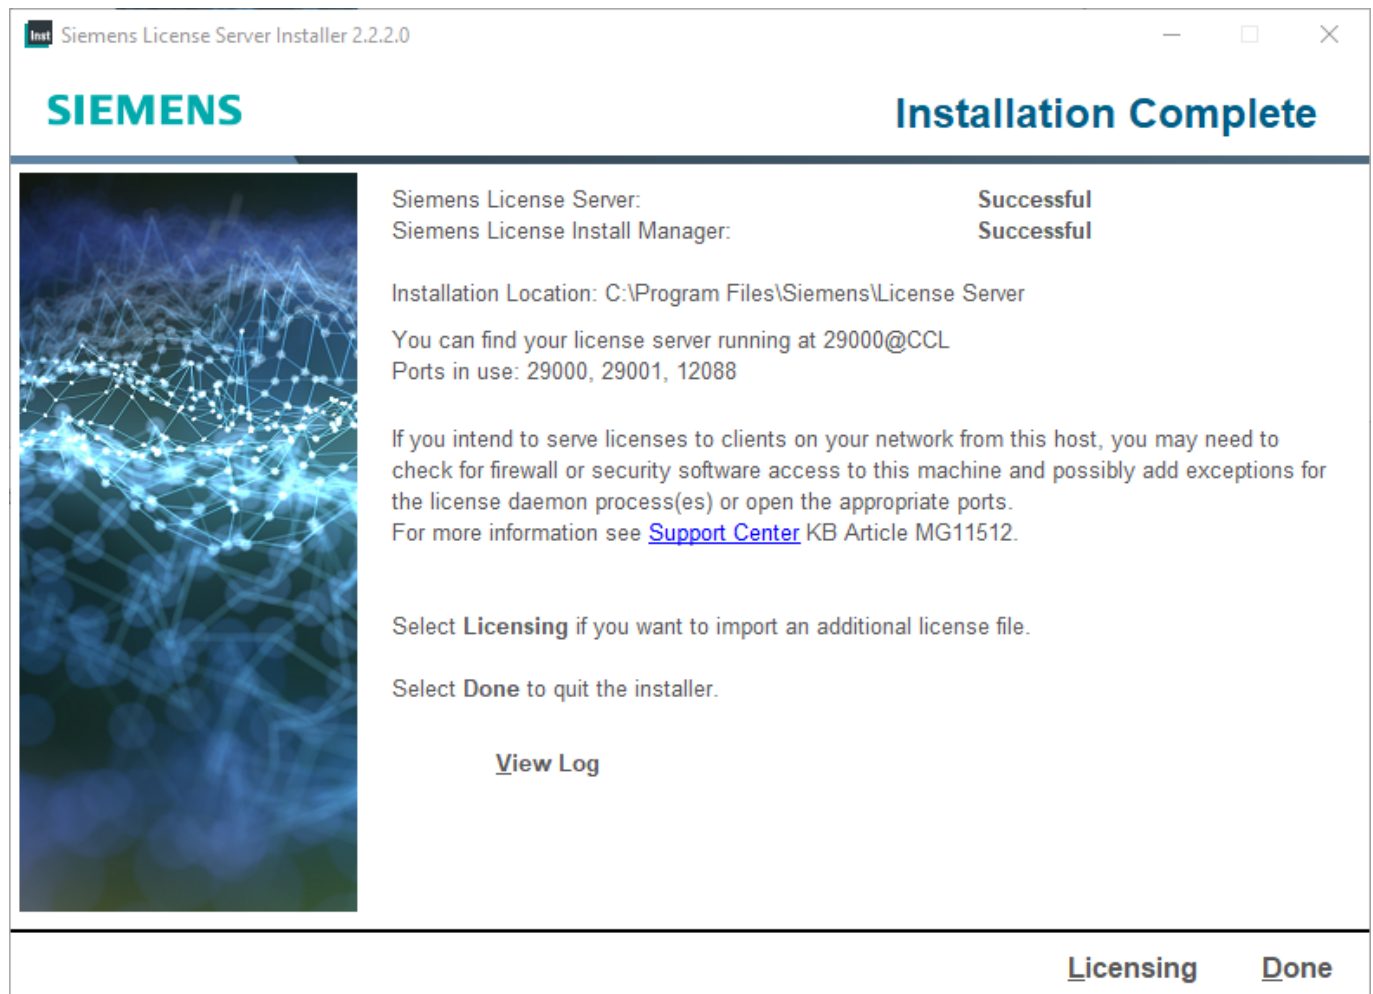 Inst Siemens License Server Installer 2.2.2.0
SIEMENS
Installation Complete
Siemens License Server: Successful
Siemens License Install Manager: Successful
Installation Location: C:\Program Files\Siemens\License Server
You can find your license server running at 29000@CCL
Ports in use: 29000, 29001, 12088
If you intend to serve licenses to clients on your network from this host, you may need to
check for firewall or security software access to this machine and possibly add exceptions for
the license daemon process(es) or open the appropriate ports.
For more information see Support Center KB Article MG11512.
Select Licensing if you want to import an additional license file.
Select Done to quit the installer.
View Log
Licensing Done